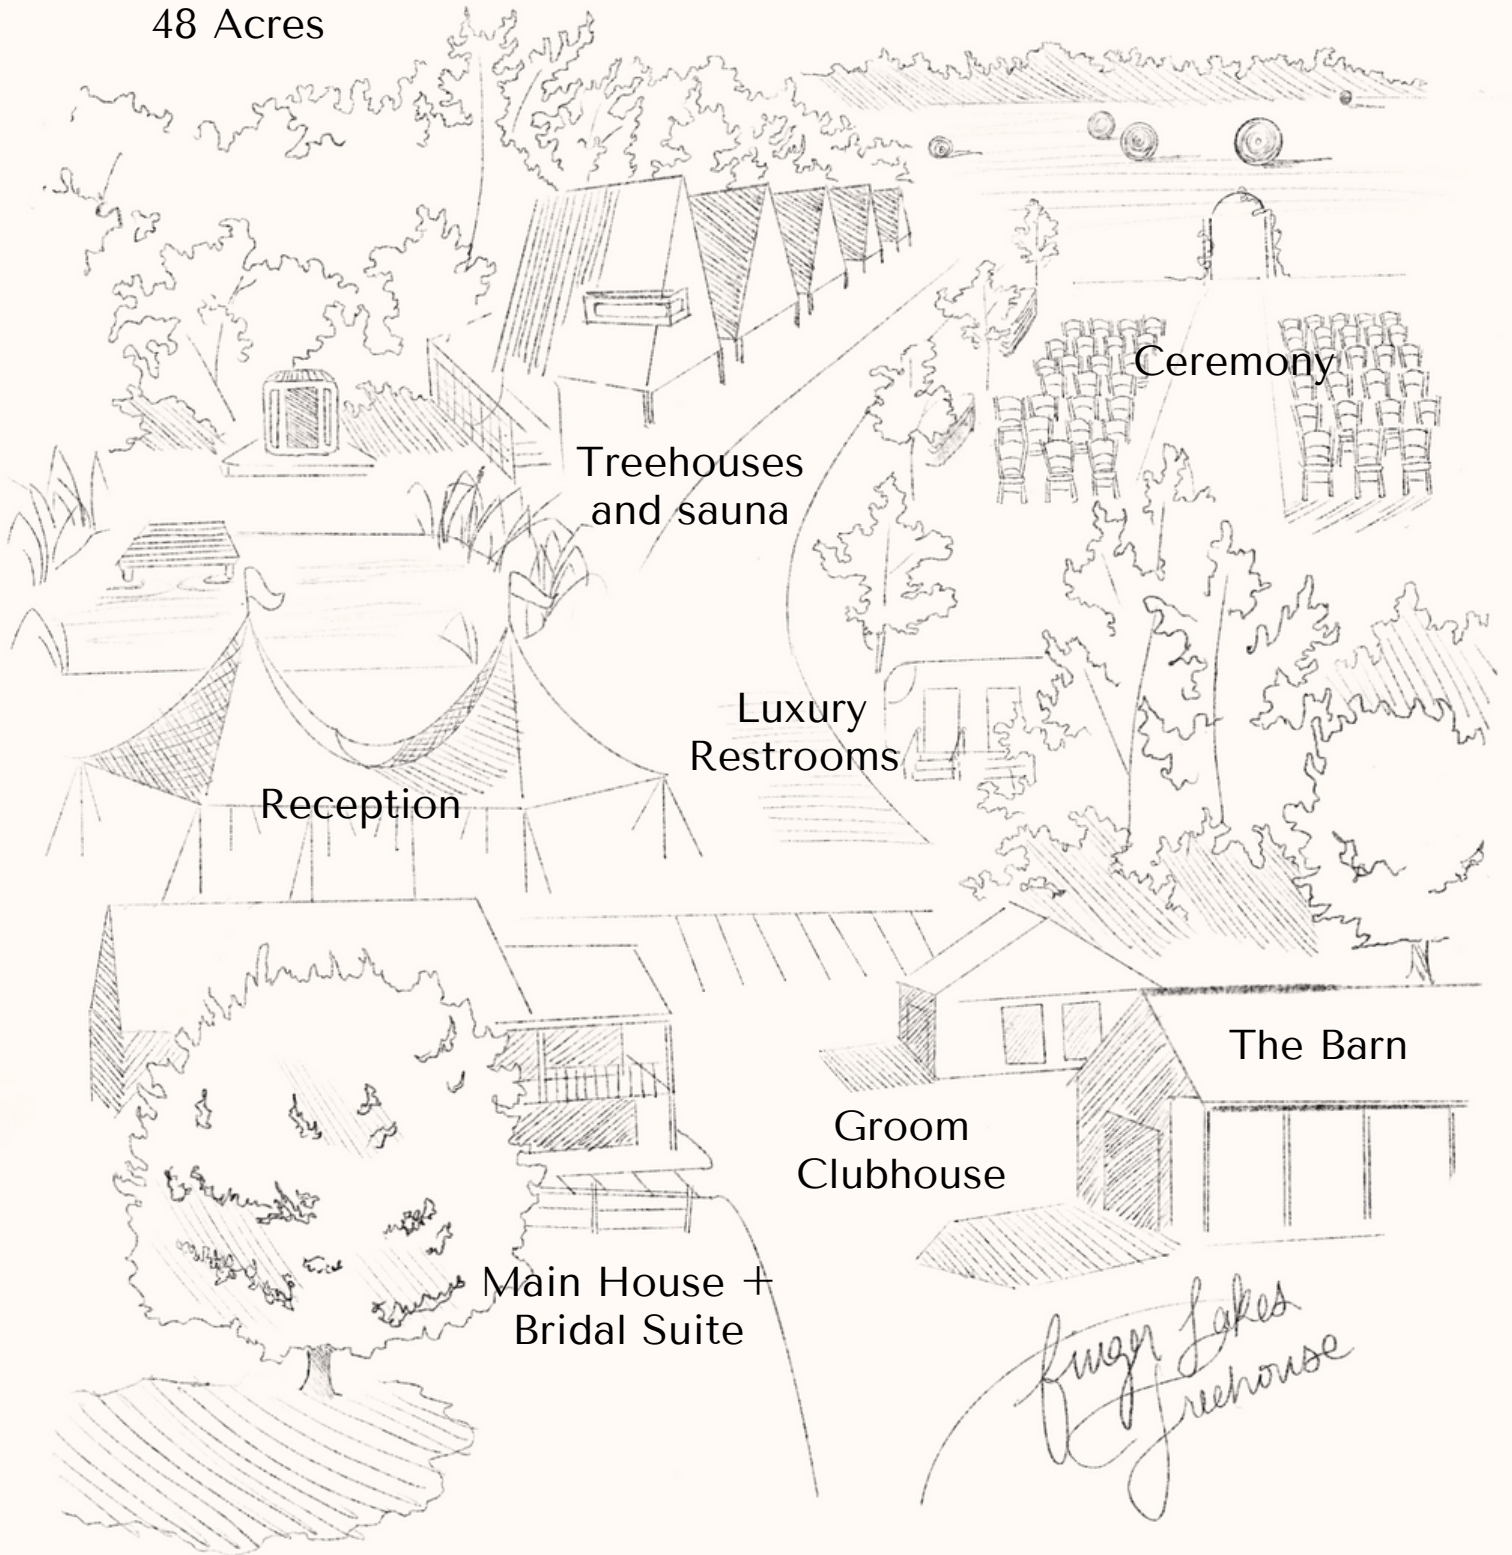 48 Acres
Ceremony
Treehouses
and sauna
Luxury
Restrooms
Reception
The Barn
Groom
Clubhouse
Main House +
Bridal Suite
Finger Lakes
Treehouse